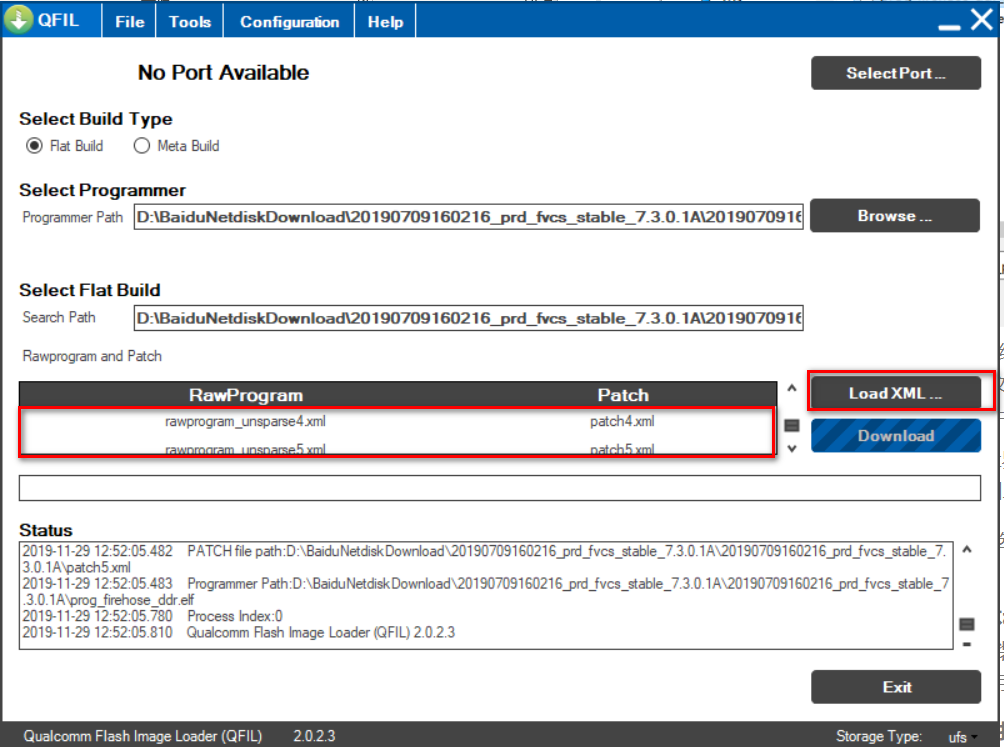 QFIL File Tools Configuration Help
No Port Available
Select Port ...
Select Build Type
Flat Build Meta Build
Select Programmer
Programmer Path D:\BaiduNetdiskDownload\20190709160216_prd_fvcs_stable_7.3.0.1A\2019070916 Browse ...
Select Flat Build
Search Path D:\BaiduNetdiskDownload\20190709160216_prd_fvcs_stable_7.3.0.1A\2019070916
Rawprogram and Patch
RawProgram Patch
Load XML ...
rawprogram_unsparse4.xml patch4.xml
Download
rawprogram_unsparse5.xml patch5.xml
Status
2019-11-29 12:52:05.482 PATCH file path:D:\BaiduNetdiskDownload\20190709160216_prd_fvcs_stable_7.3.0.1A\20190709160216_prd_fvcs_stable_7.
3.0.1A\patch5.xml
2019-11-29 12:52:05.483 Programmer Path:D:\BaiduNetdiskDownload\20190709160216_prd_fvcs_stable_7.3.0.1A\20190709160216_prd_fvcs_stable_7
.3.0.1A\prog_firehose_ddr.elf
2019-11-29 12:52:05.780 Process Index:0
2019-11-29 12:52:05.810 Qualcomm Flash Image Loader (QFIL) 2.0.2.3
Exit
Qualcomm Flash Image Loader (QFIL) 2.0.2.3 Storage Type: ufs